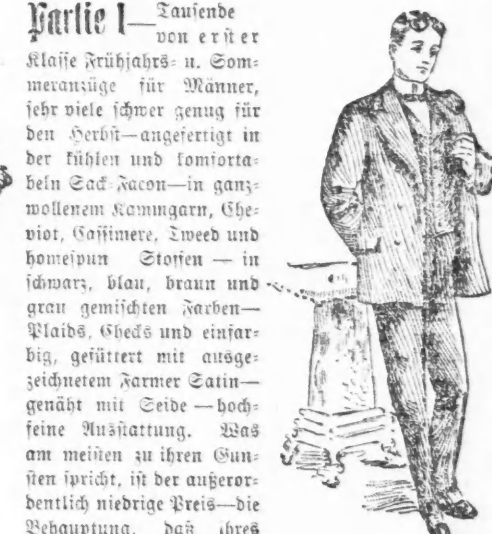 Partie I—Tausende
von erster
Klasse Frühjahrs- u. Som-
meranzüge für Männer,
sehr viele schwer genug für
den Herbst—angefertigt in
der kühlen und komforta-
beln Sack-Facon—in ganz-
wollenem Kammgarn, Che-
viot, Cassimere, Tweed und
homespun Stoffen — in
schwarz, blau, braun und
grau gemischten Farben—
Plaids, Checks und einfar-
big, gefüttert mit ausge-
zeichnetem Farmer Satin—
genäht mit Seide — hoch-
feine Ausstattung. Was
am meisten zu ihren Gun-
sten spricht, ist der außeror-
dentlich niedrige Preis—die
Behauptung, daß ihres